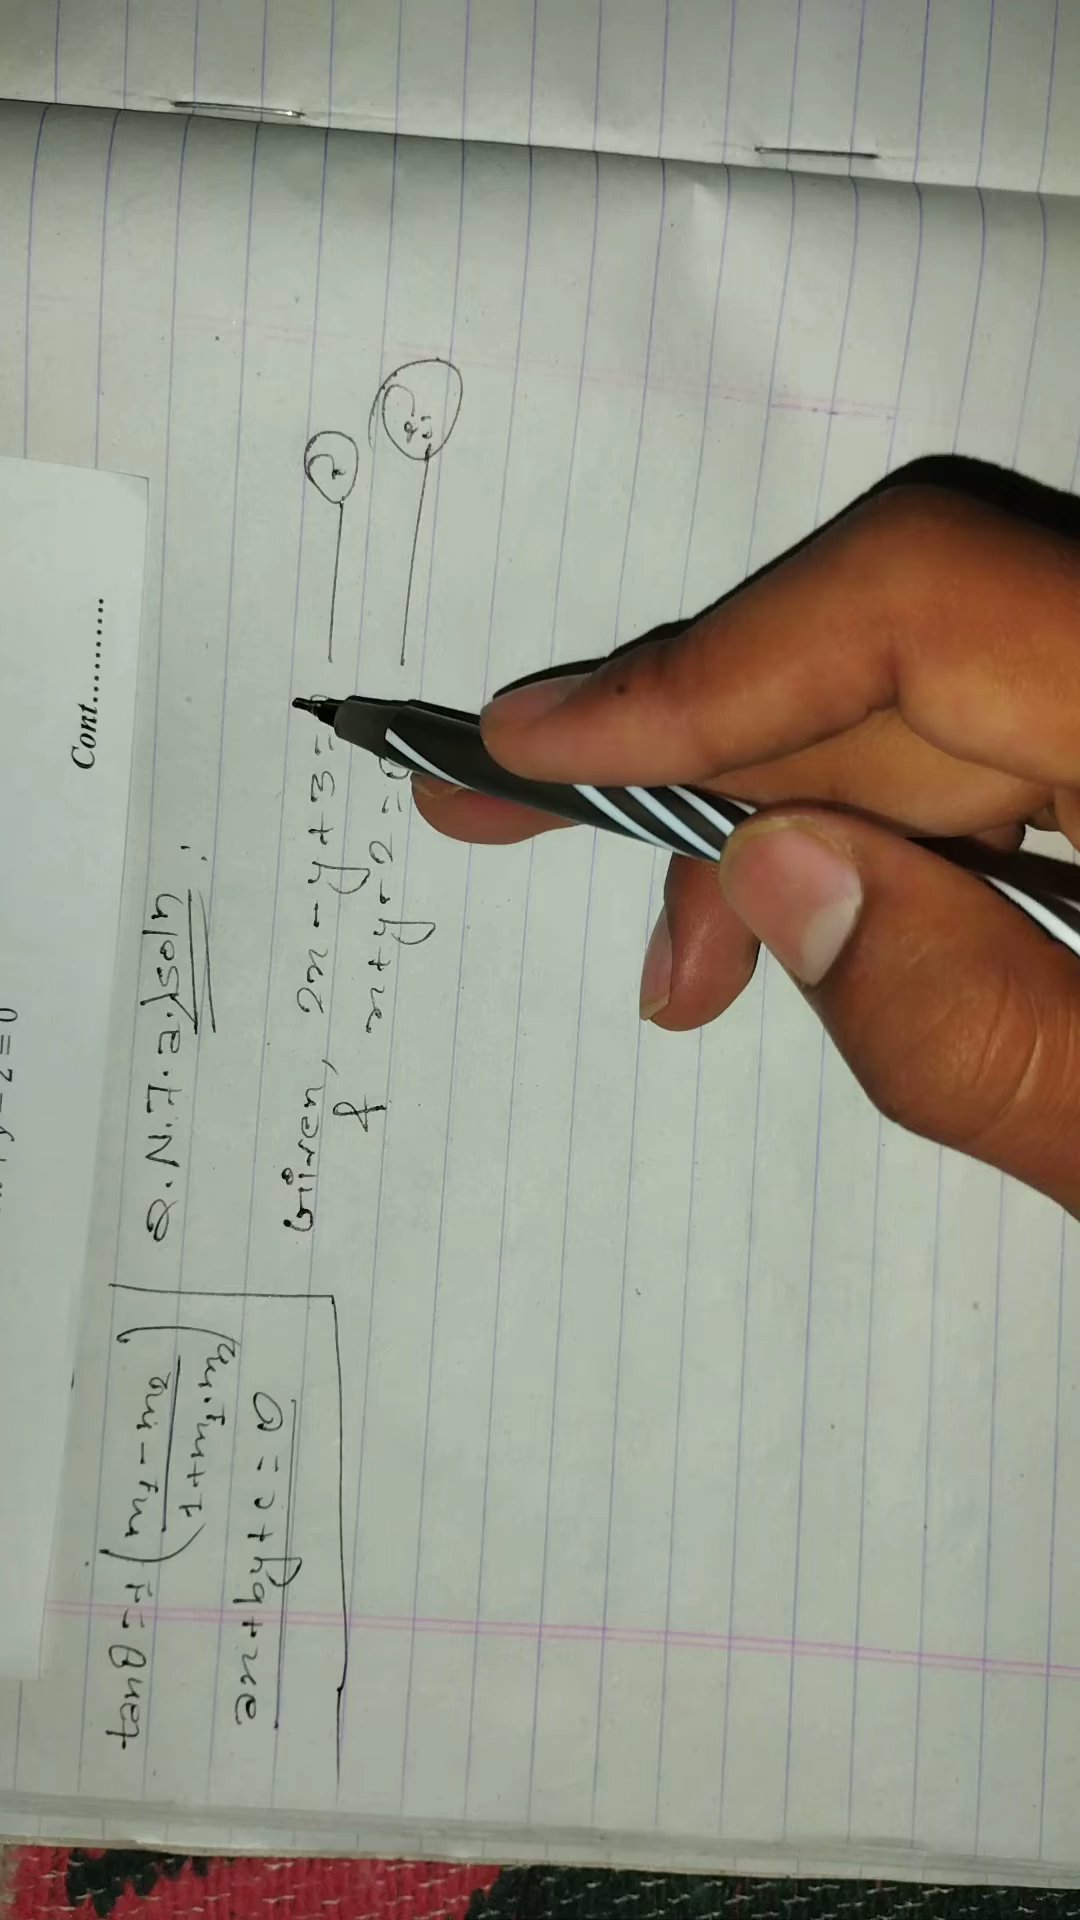 y − 2 = 0
Cont...........
tanθ = ± (m₁ − m₂ / 1 + m₁.m₂)
ax + by + c = 0
Q.N.1.a. Solⁿ
Given, 2x − y + 3 = ——— (i)
& x + y − 2 = 0 ——— (ii)